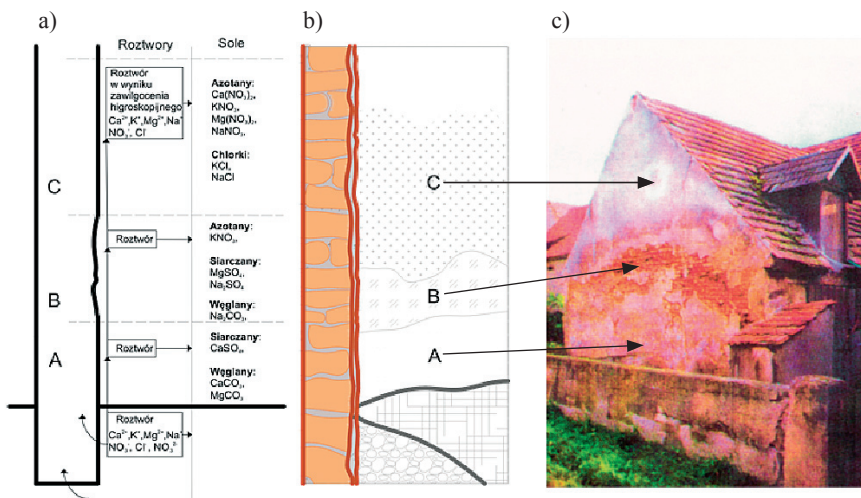 a)
b)
c)
Roztwory
Sole
Roztwór
w wyniku
zawilgocenia
higroskopijnego
Ca²⁺,K⁺,Mg²⁺,Na⁺
NO₃⁻, Cl⁻
Azotany:
Ca(NO₃)₂,
KNO₃,
Mg(NO₃)₂,
NaNO₃,
Chlorki:
KCl,
NaCl
C
Roztwór
Azotany:
KNO₃,
Siarczany:
MgSO₄,
Na₂SO₄
Węglany:
Na₂CO₃,
B
A
Roztwór
Siarczany:
CaSO₄,
Węglany:
CaCO₃,
MgCO₃
Roztwór
Ca²⁺,K⁺,Mg²⁺,Na⁺
NO₃⁻, Cl⁻, NO₃²⁻
C
B
A